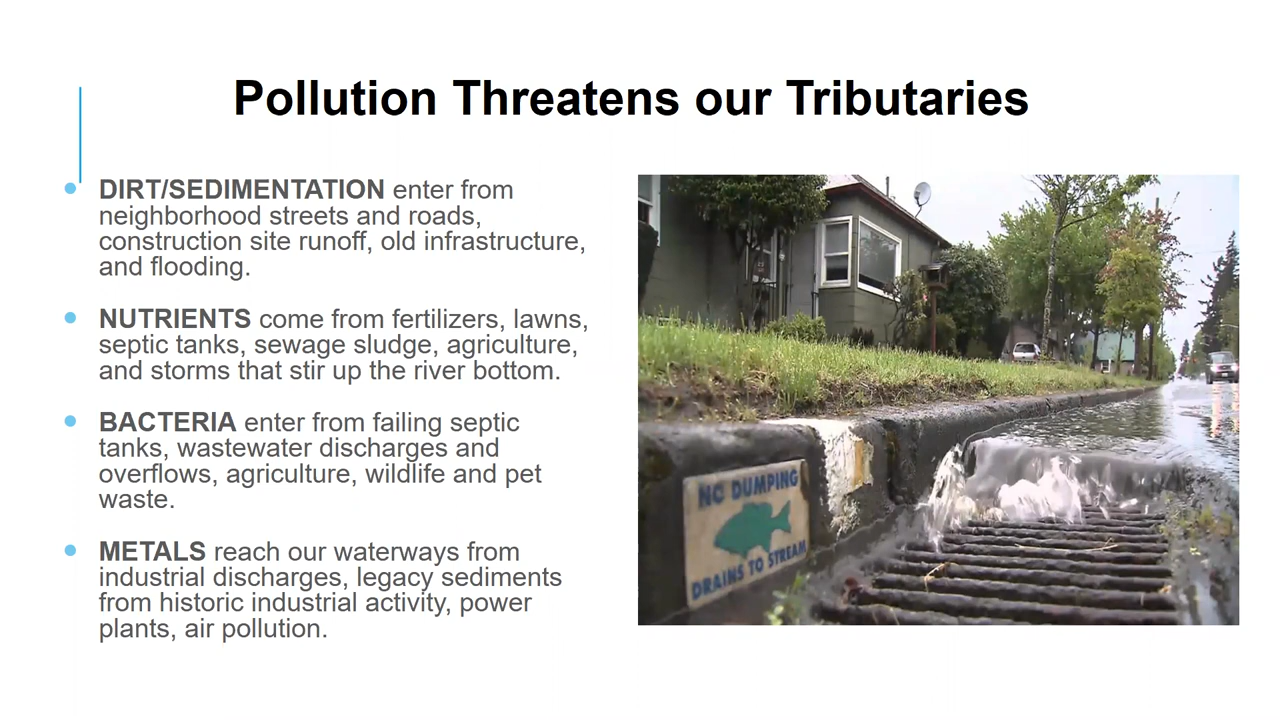 Pollution Threatens our Tributaries
DIRT/SEDIMENTATION enter from
neighborhood streets and roads,
construction site runoff, old infrastructure,
and flooding.
NUTRIENTS come from fertilizers, lawns,
septic tanks, sewage sludge, agriculture,
and storms that stir up the river bottom.
BACTERIA enter from failing septic
tanks, wastewater discharges and
overflows, agriculture, wildlife and pet
waste.
METALS reach our waterways from
industrial discharges, legacy sediments
from historic industrial activity, power
plants, air pollution.
NO DUMPING
DRAINS TO STREAM